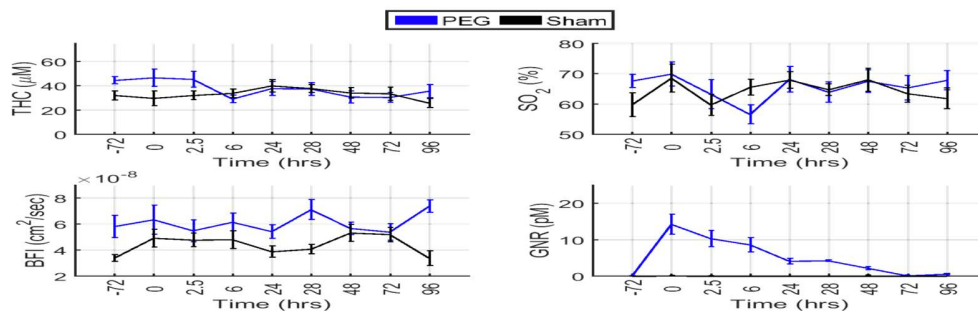 PEG Sham
THC (μM)
60
40
20
0
-72 0 2.5 6 24 28 48 72 96
Time (hrs)
SO2 (%)
80
70
60
50
-72 0 2.5 6 24 28 48 72 96
Time (hrs)
× 10-8
BFI (cm2/sec)
8
6
4
2
-72 0 2.5 6 24 28 48 72 96
Time (hrs)
GNR (pM)
20
10
0
-72 0 2.5 6 24 28 48 72 96
Time (hrs)